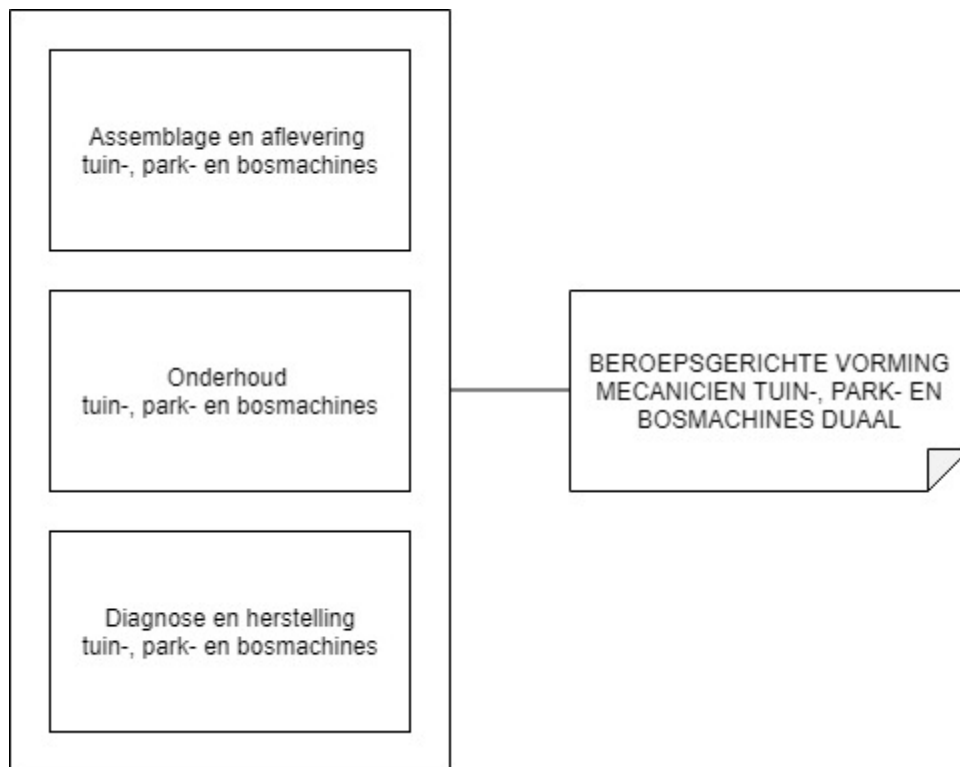 Assemblage en aflevering
tuin-, park- en bosmachines
Onderhoud
tuin-, park- en bosmachines
Diagnose en herstelling
tuin-, park- en bosmachines
BEROEPSGERICHTE VORMING
MECANICIEN TUIN-, PARK- EN
BOSMACHINES DUAAL